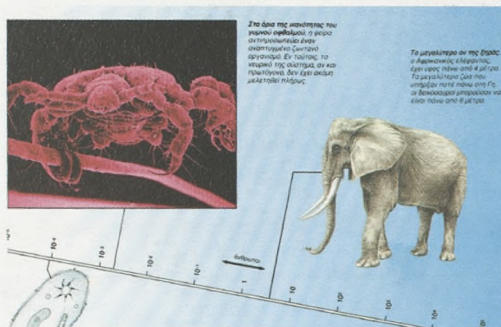 Στα όρια της ικανότητας του
γυμνού οφθαλμού, η ψείρα
αντιπροσωπεύει έναν
αναπτυγμένο ζωντανό
οργανισμό. Εν τούτοις, το
νευρικό της σύστημα, αν και
πρωτόγονο, δεν έχει ακόμη
μελετηθεί πλήρως.
Το μεγαλύτερο ον της ξηράς,
ο Αφρικανικός ελέφαντας,
έχει ύψος πάνω από 4 μέτρα.
Τα μεγαλύτερα ζώα που
υπήρξαν ποτέ πάνω στη Γη,
οι δεινόσαυροι μπορούσαν να
είναι πάνω από 6 μέτρα.
άνθρωποι
1
10